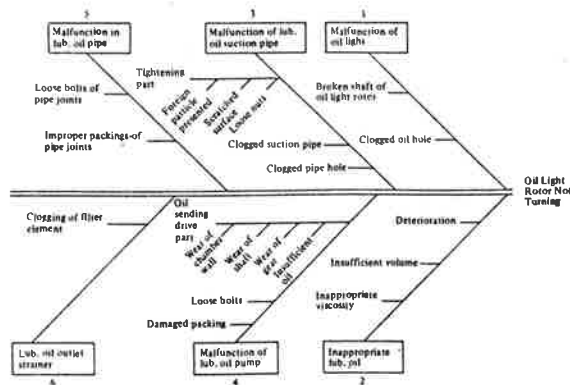 5
Malfunction in
lub. oil pipe
3
Malfunction of lub.
oil suction pipe
1
Malfunction of
oil light
Loose bolts of
pipe joints
Improper packings-of
pipe joints
Tightening
part
Foreign
particle
presented
Scratched
surface
Loose nuts
Clogged suction pipe
Clogged pipe hole
Broken shaft of
oil light rotes
Clogged oil hole
Oil Light
Rotor Not
Turning
Clogging of filter
element
Oil
sending
drive
part
Wear of
chamber
wall
Wear of
shaft
Wear of
gear
Insufficient
oil
Loose bolts
Damaged packing
Deterioration
Insufficient volume
Inappropriate
viscosity
Lub. oil outlet
strainer
6
Malfunction of
lub. oil pump
4
Inappropriate
lub. oil
2